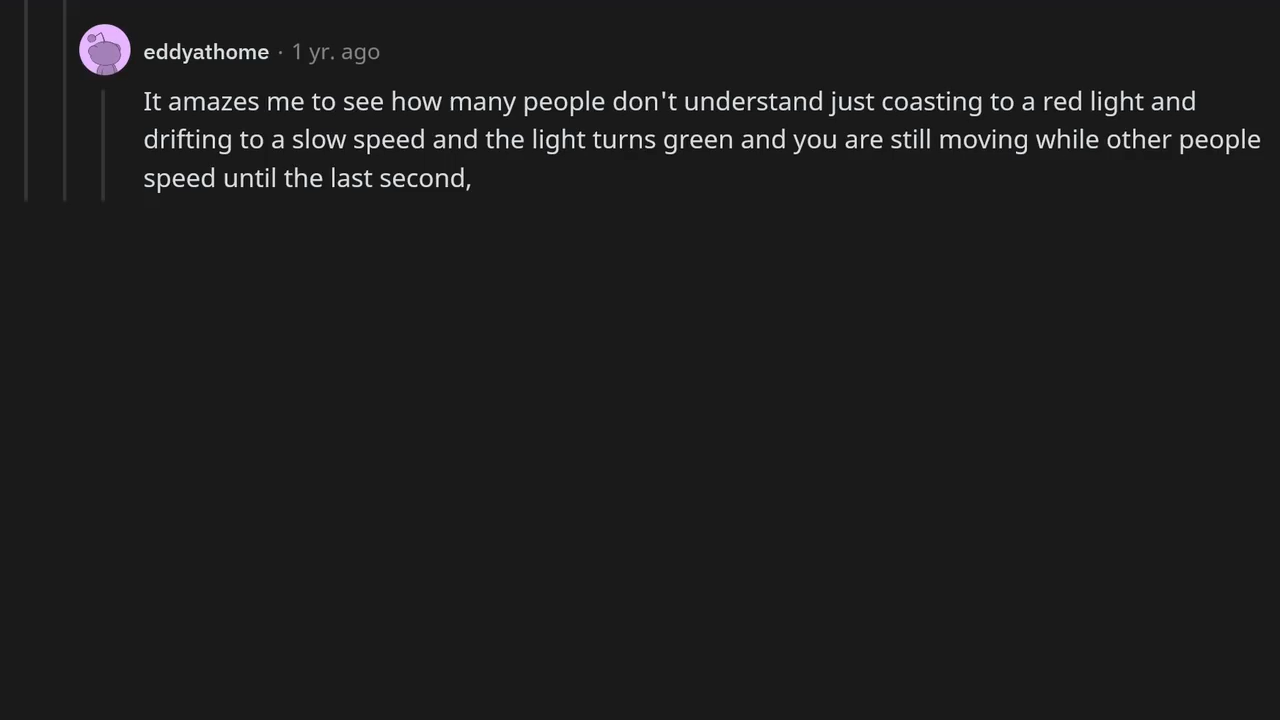 eddyathome · 1 yr. ago
It amazes me to see how many people don't understand just coasting to a red light and
drifting to a slow speed and the light turns green and you are still moving while other people
speed until the last second,